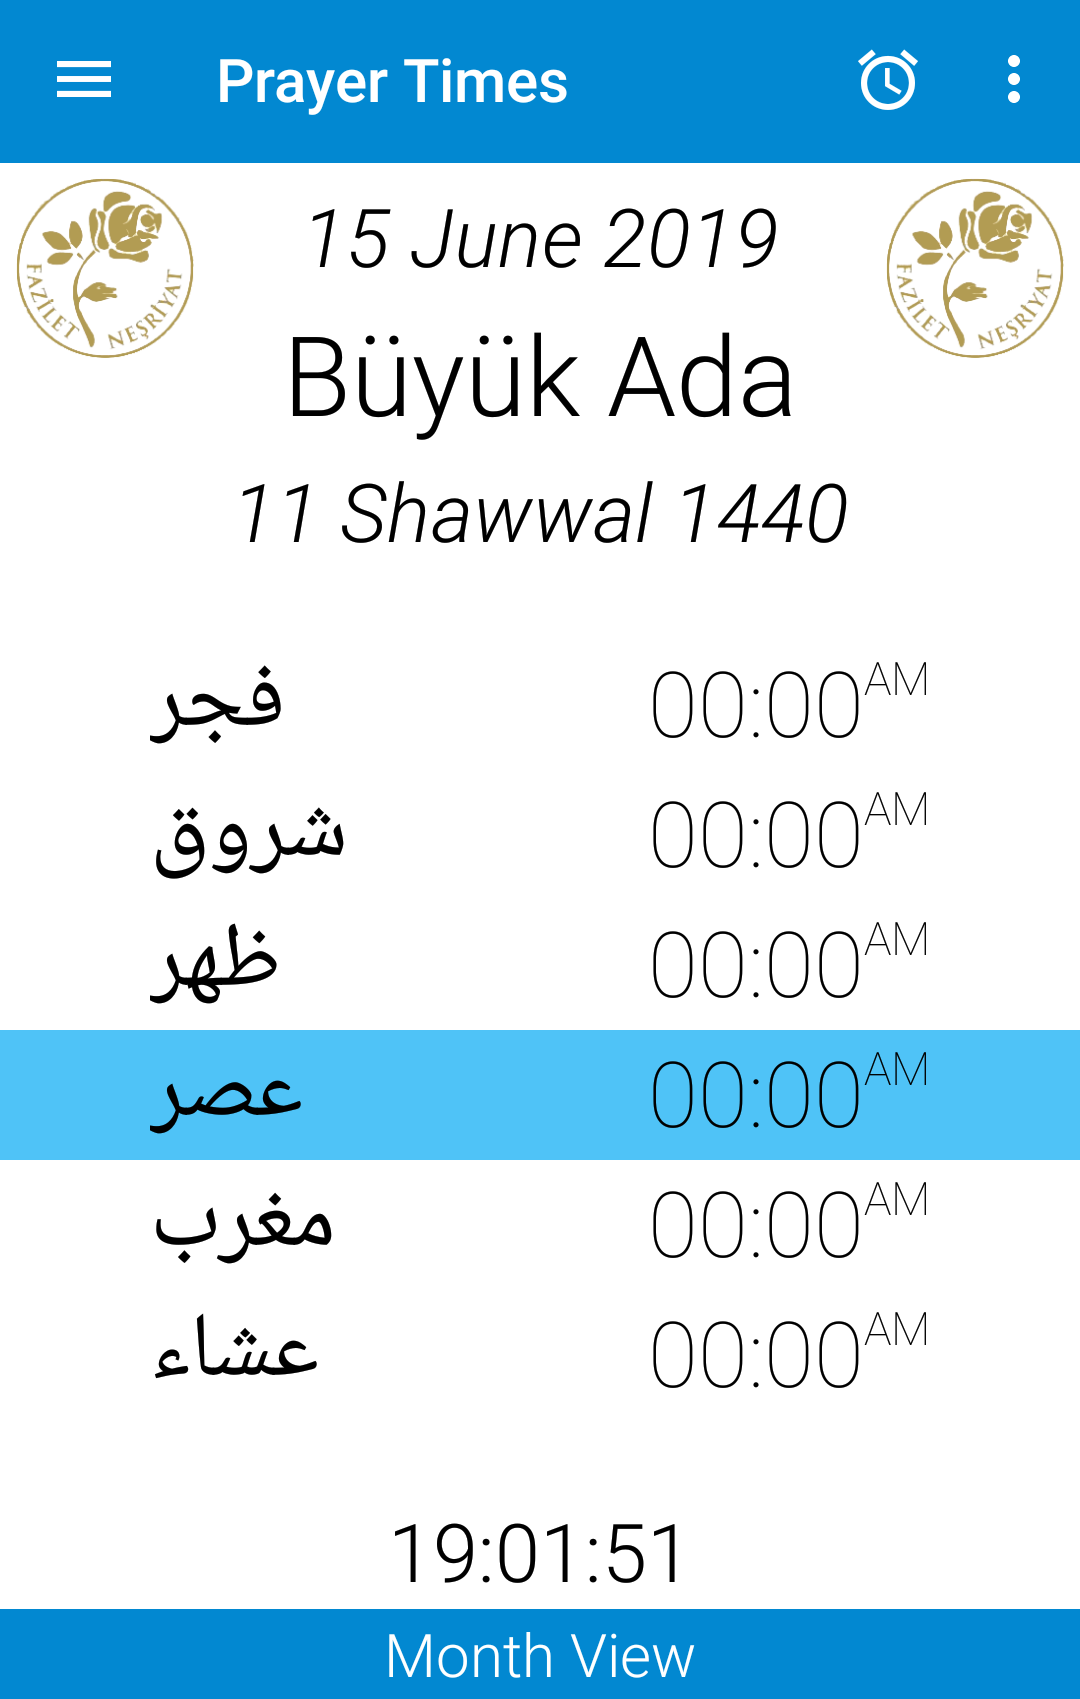 Prayer Times
FAZİLET NEŞRİYAT
FAZİLET NEŞRİYAT
15 June 2019
Büyük Ada
11 Shawwal 1440
فجر 00:00 AM
شروق 00:00 AM
ظهر 00:00 AM
عصر 00:00 AM
مغرب 00:00 AM
عشاء 00:00 AM
19:01:51
Month View